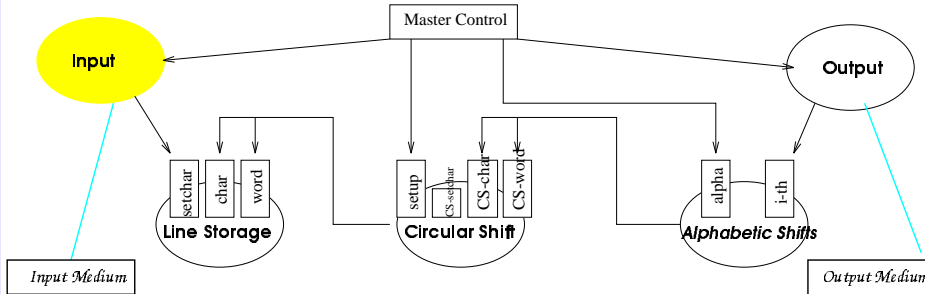 Master Control
Input
Output
setchar
char
word
setup
CS-setchar
CS-char
CS-word
alpha
i-th
Line Storage
Circular Shift
Alphabetic Shifts
Input Medium
Output Medium